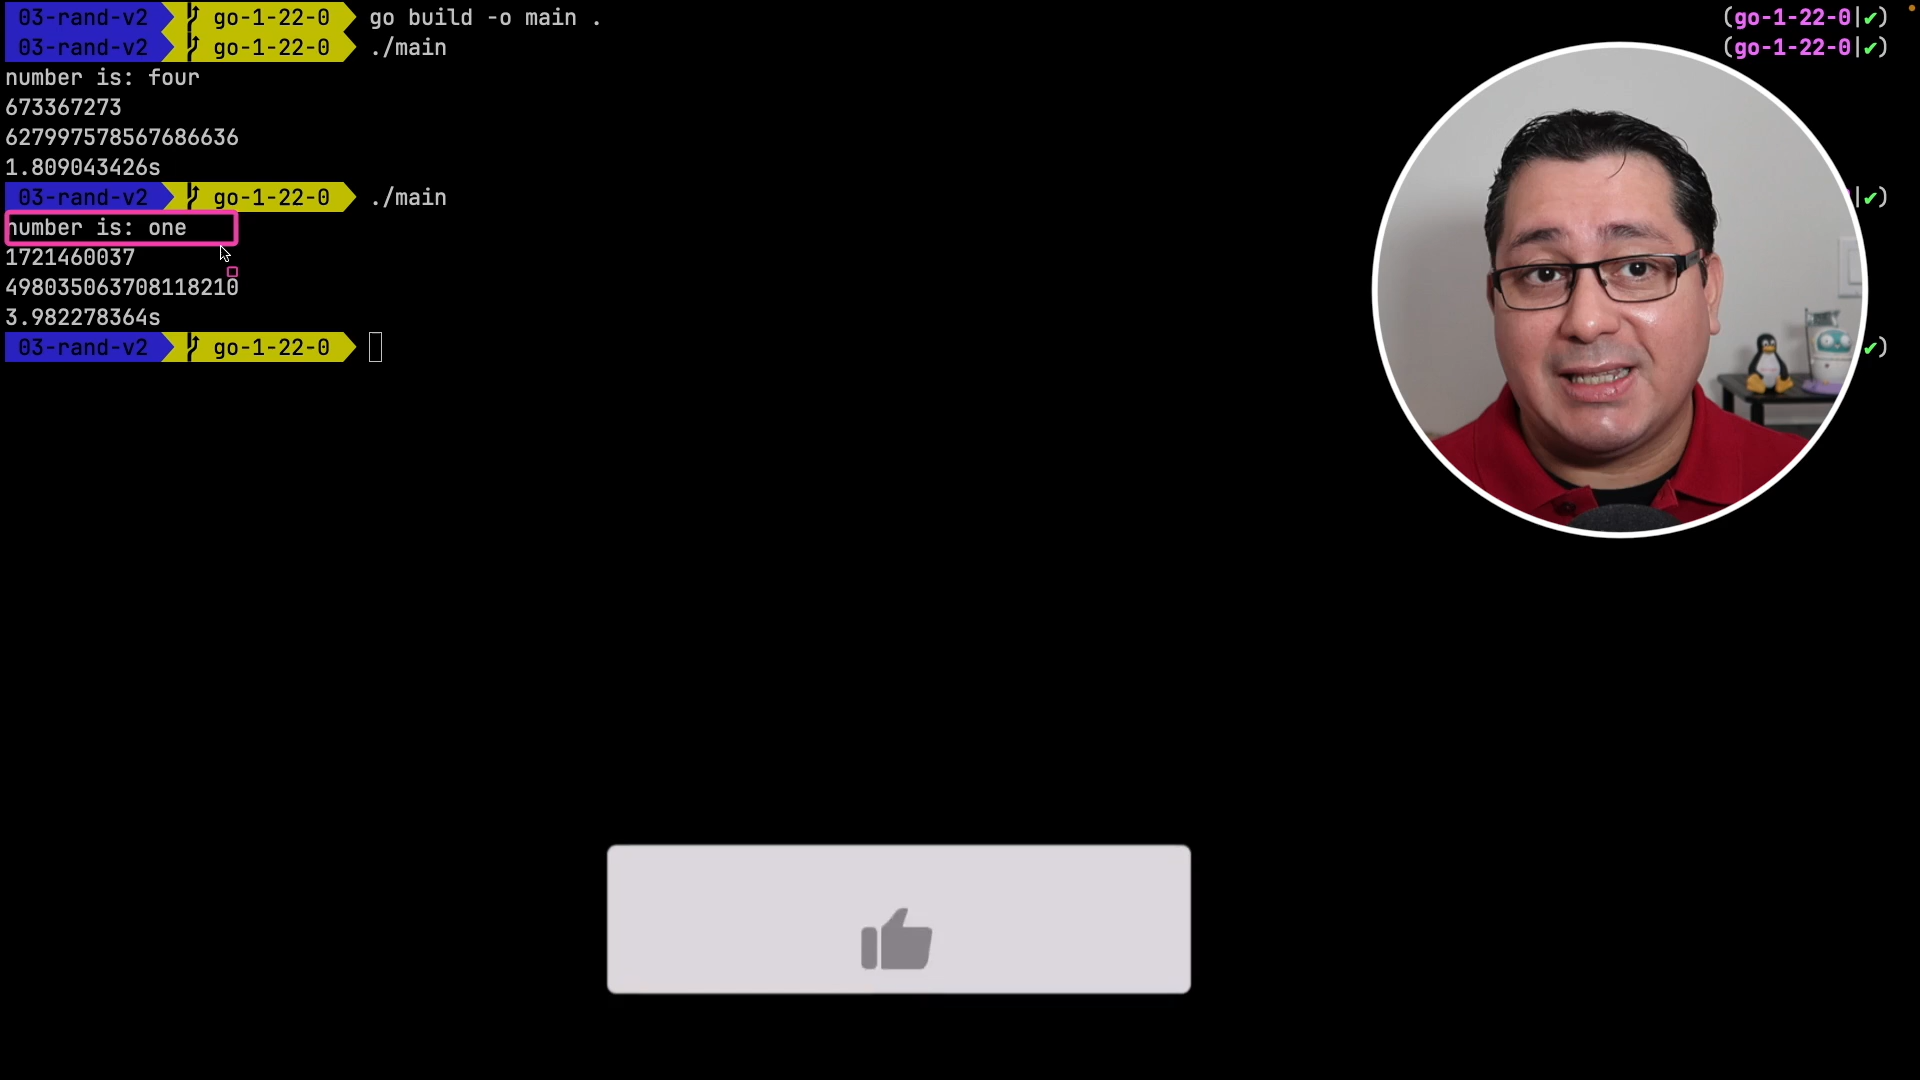 03-rand-v2 go-1-22-0 go build -o main . (go-1-22-0|✔)
03-rand-v2 go-1-22-0 ./main (go-1-22-0|✔)
number is: four
673367273
627997578567686636
1.809043426s
03-rand-v2 go-1-22-0 ./main |✔)
number is: one
1721460037
498035063708118210
3.982278364s
03-rand-v2 go-1-22-0 ✔)